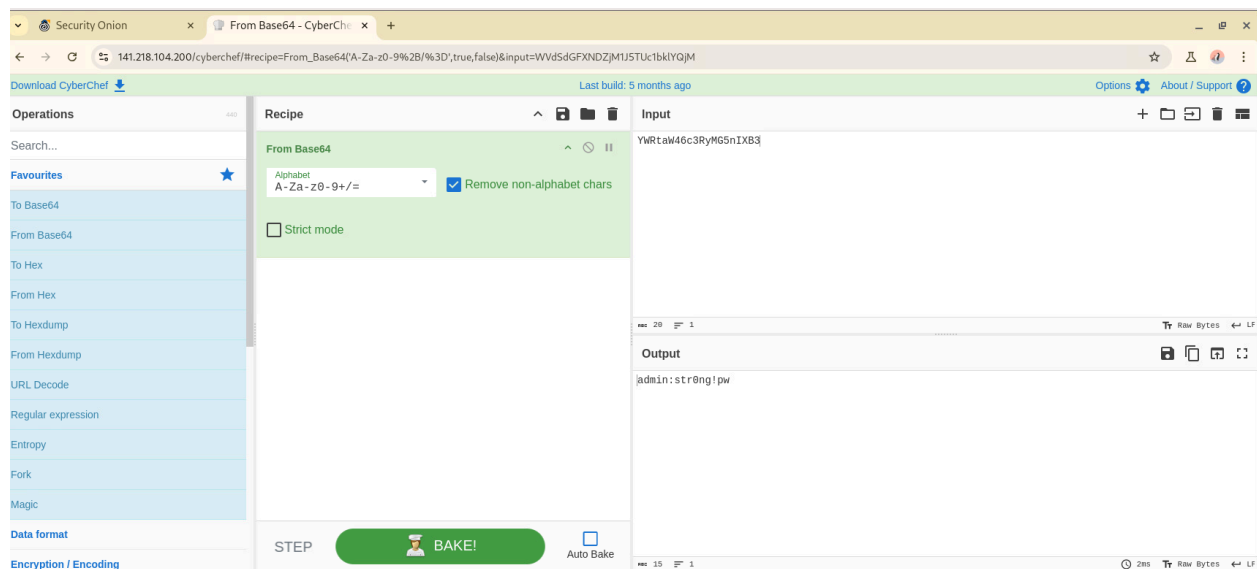 Security Onion
From Base64 - CyberChe
141.218.104.200/cyberchef/#recipe=From_Base64('A-Za-z0-9%2B/%3D',true,false)&input=WVdSdGFXNDZjM1J5TUc1bklYQjM
Download CyberChef
Last build: 5 months ago
Options
About / Support
Operations
440
Search...
Favourites
To Base64
From Base64
To Hex
From Hex
To Hexdump
From Hexdump
URL Decode
Regular expression
Entropy
Fork
Magic
Data format
Encryption / Encoding
Recipe
From Base64
Alphabet
A-Za-z0-9+/=
Remove non-alphabet chars
Strict mode
STEP
BAKE!
Auto Bake
Input
YWRtaW46c3RyMG5nIXB3
20 1
Raw Bytes LF
Output
admin:str0ng!pw
15 1
2ms Raw Bytes LF